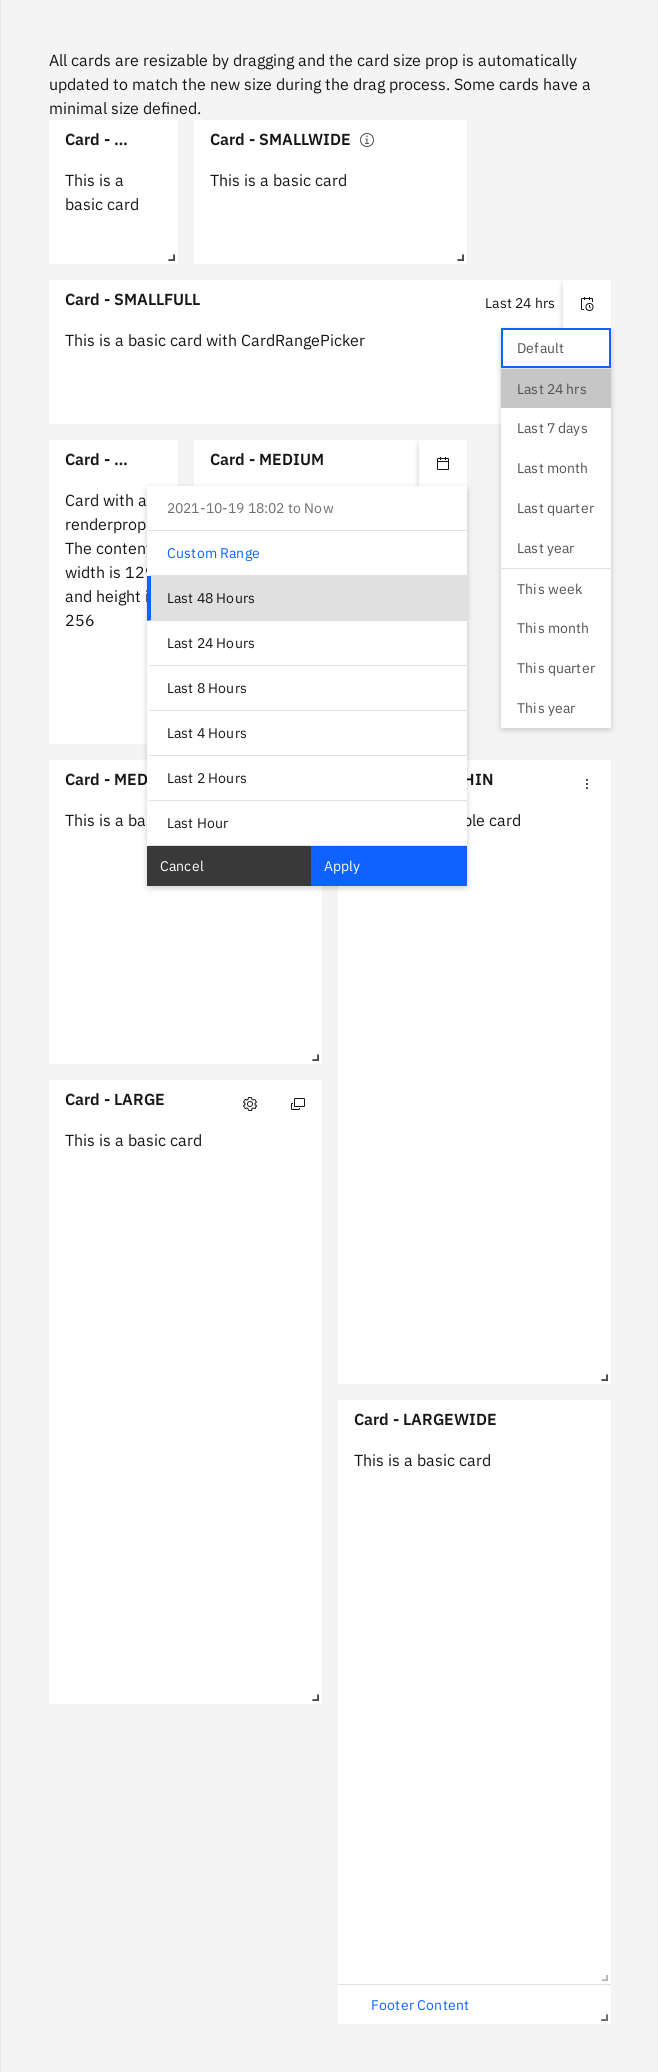 All cards are resizable by dragging and the card size prop is automatically
updated to match the new size during the drag process. Some cards have a
minimal size defined.
Card - ...
This is a
basic card
Card - SMALLWIDE
This is a basic card
Card - SMALLFULL
Last 24 hrs
This is a basic card with CardRangePicker
Default
Last 24 hrs
Last 7 days
Last month
Last quarter
Last year
This week
This month
This quarter
This year
Card - ...
Card with a
renderprop
The conten
width is 12
and height
256
Card - MEDIUM
2021-10-19 18:02 to Now
Custom Range
Last 48 Hours
Last 24 Hours
Last 8 Hours
Last 4 Hours
Last 2 Hours
Last Hour
Cancel
Apply
Card - MED
This is a ba
HIN
ble card
Card - LARGE
This is a basic card
Card - LARGEWIDE
This is a basic card
Footer Content